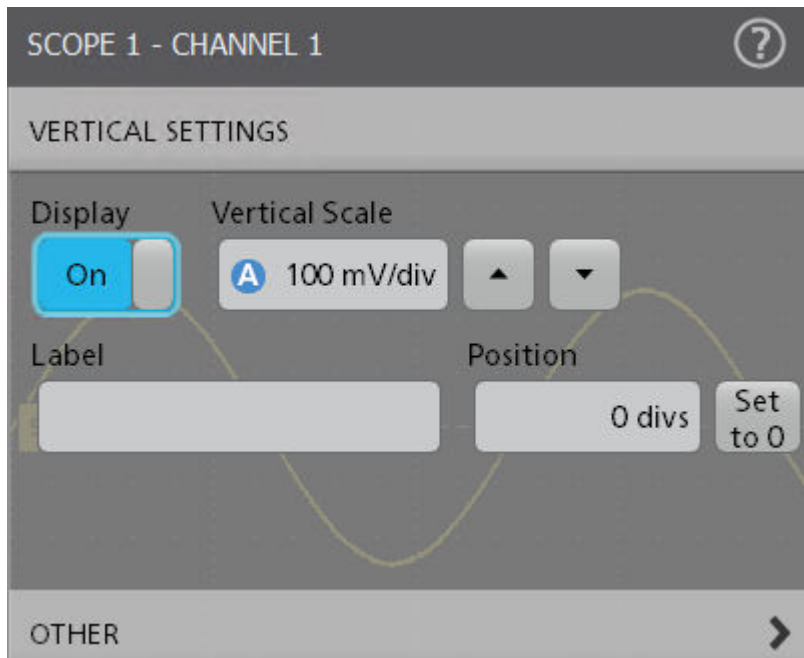 SCOPE 1 - CHANNEL 1 ?
VERTICAL SETTINGS
Display Vertical Scale
On A 100 mV/div
Label Position
0 divs Set
to 0
OTHER